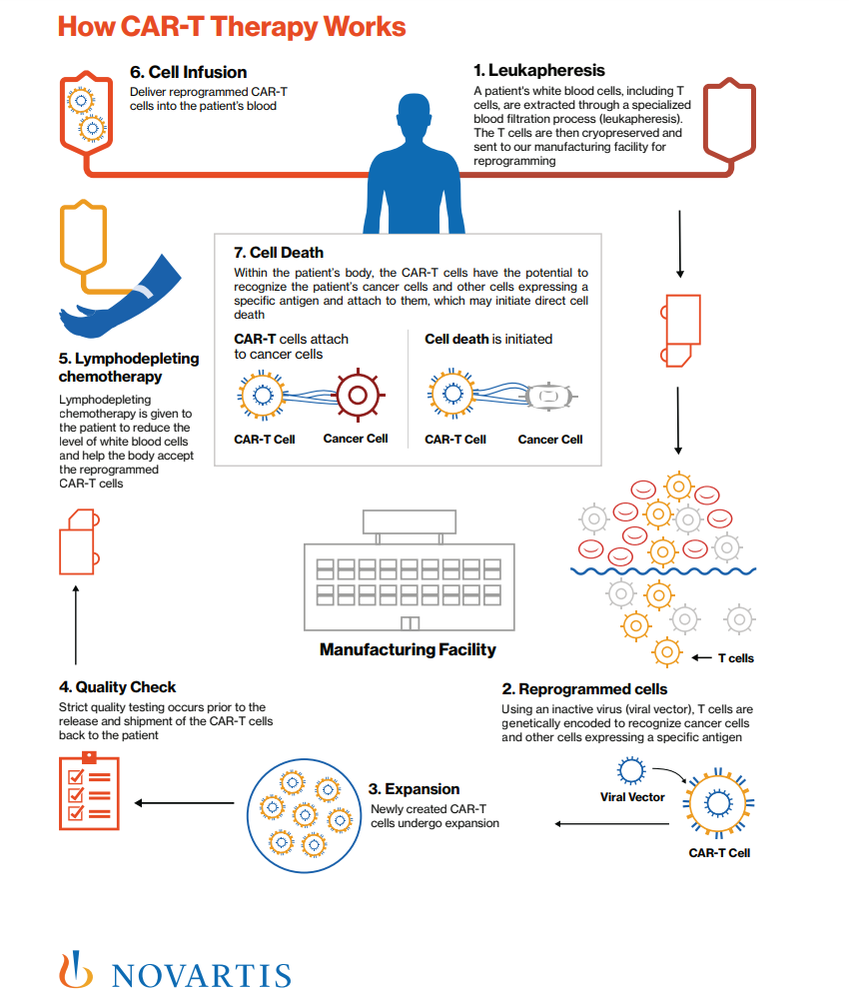 How CAR-T Therapy Works
1. Leukapheresis
A patient's white blood cells, including T
cells, are extracted through a specialized
blood filtration process (leukapheresis).
The T cells are then cryopreserved and
sent to our manufacturing facility for
reprogramming
2. Reprogrammed cells
Using an inactive virus (viral vector), T cells are
genetically encoded to recognize cancer cells
and other cells expressing a specific antigen
T cells
Viral Vector
CAR-T Cell
3. Expansion
Newly created CAR-T
cells undergo expansion
Manufacturing Facility
4. Quality Check
Strict quality testing occurs prior to the
release and shipment of the CAR-T cells
back to the patient
5. Lymphodepleting
chemotherapy
Lymphodepleting
chemotherapy is given to
the patient to reduce the
level of white blood cells
and help the body accept
the reprogrammed
CAR-T cells
6. Cell Infusion
Deliver reprogrammed CAR-T
cells into the patient's blood
7. Cell Death
Within the patient's body, the CAR-T cells have the potential to
recognize the patient's cancer cells and other cells expressing a
specific antigen and attach to them, which may initiate direct cell
death
CAR-T cells attach
to cancer cells
CAR-T Cell
Cancer Cell
Cell death is initiated
CAR-T Cell
Cancer Cell
NOVARTIS